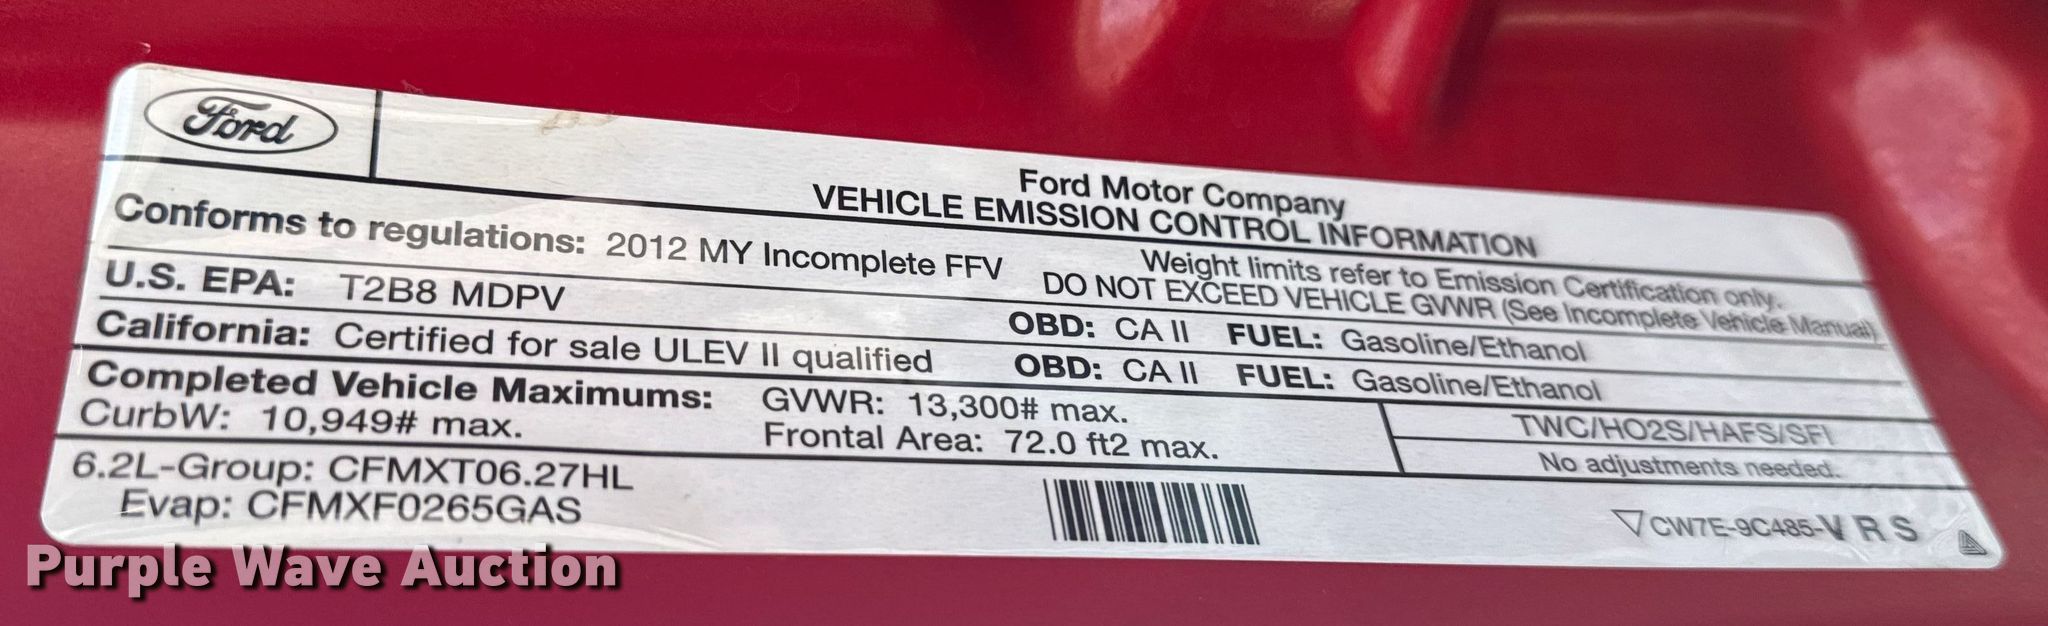 Ford
Ford Motor Company
VEHICLE EMISSION CONTROL INFORMATION
Conforms to regulations: 2012 MY Incomplete FFV
Weight limits refer to Emission Certification only.
DO NOT EXCEED VEHICLE GVWR (See Incomplete Vehicle Manual)
U.S. EPA: T2B8 MDPV OBD: CA II FUEL: Gasoline/Ethanol
California: Certified for sale ULEV II qualified OBD: CA II FUEL: Gasoline/Ethanol
Completed Vehicle Maximums: GVWR: 13,300# max.
CurbW: 10,949# max. Frontal Area: 72.0 ft2 max.
TWC/HO2S/HAFS/SFI
No adjustments needed.
6.2L-Group: CFMXT06.27HL
Evap: CFMXF0265GAS
CW7E-9C485-V R S
Purple Wave Auction